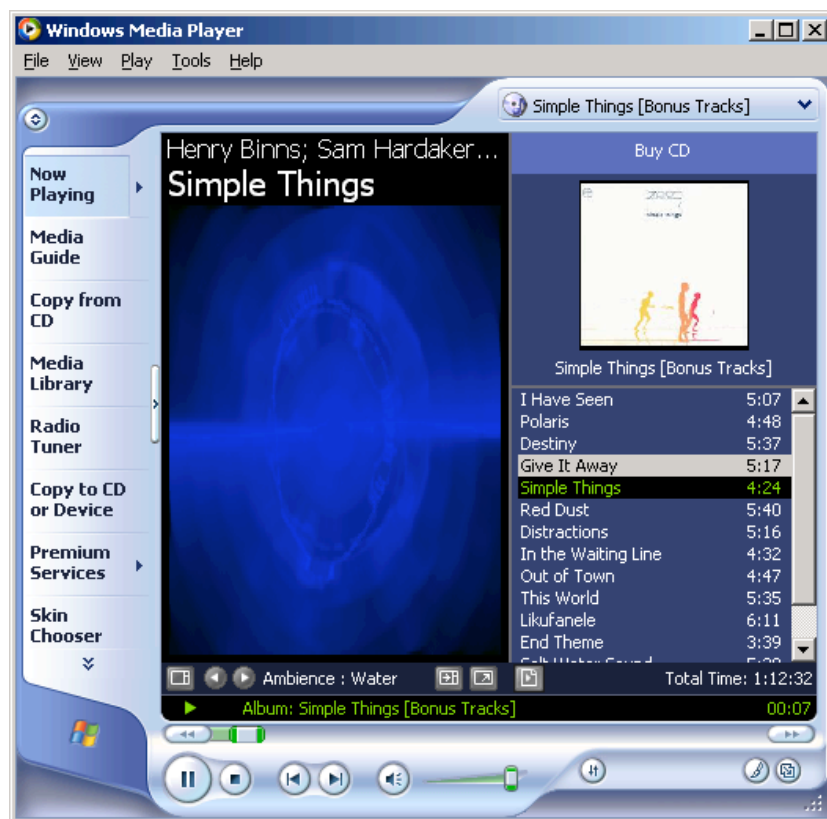 Windows Media Player
File View Play Tools Help
Simple Things [Bonus Tracks]
Now
Playing
Media
Guide
Copy from
CD
Media
Library
Radio
Tuner
Copy to CD
or Device
Premium
Services
Skin
Chooser
Henry Binns; Sam Hardaker...
Simple Things
Buy CD
Simple Things [Bonus Tracks]
I Have Seen 5:07
Polaris 4:48
Destiny 5:37
Give It Away 5:17
Simple Things 4:24
Red Dust 5:40
Distractions 5:16
In the Waiting Line 4:32
Out of Town 4:47
This World 5:35
Likufanele 6:11
End Theme 3:39
Salt Water Sound
Ambience : Water
Total Time: 1:12:32
Album: Simple Things [Bonus Tracks] 00:07